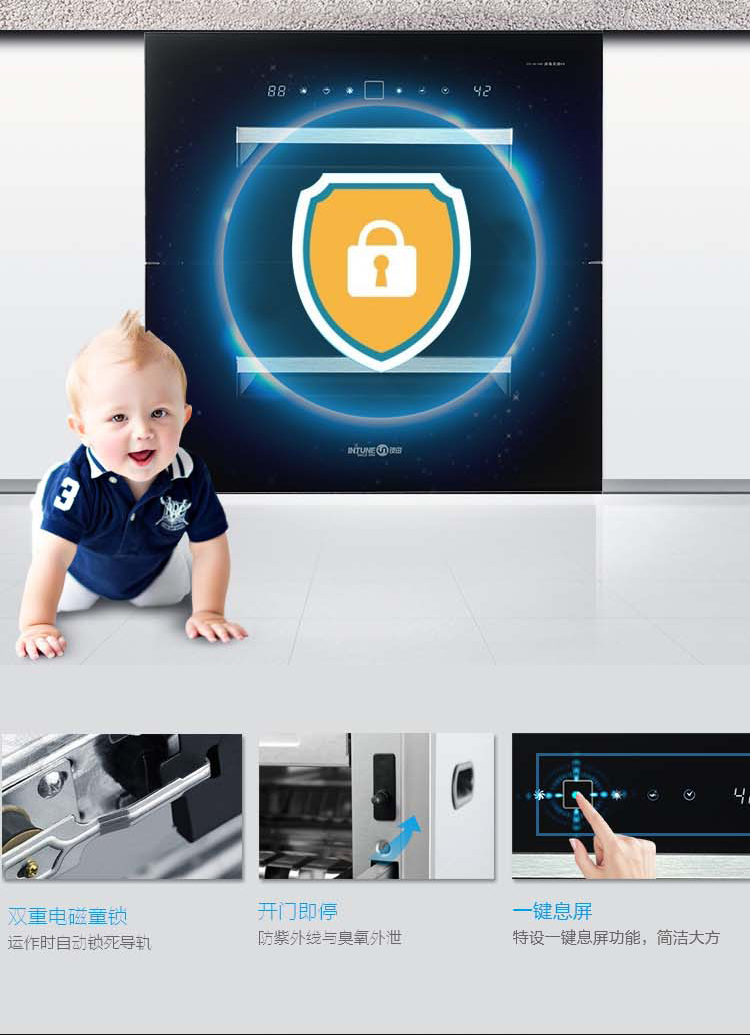 88
42
INTUNE 樱田
3
双重电磁童锁
运作时自动锁死导轨
开门即停
防紫外线与臭氧外泄
一键息屏
特设一键息屏功能，简洁大方